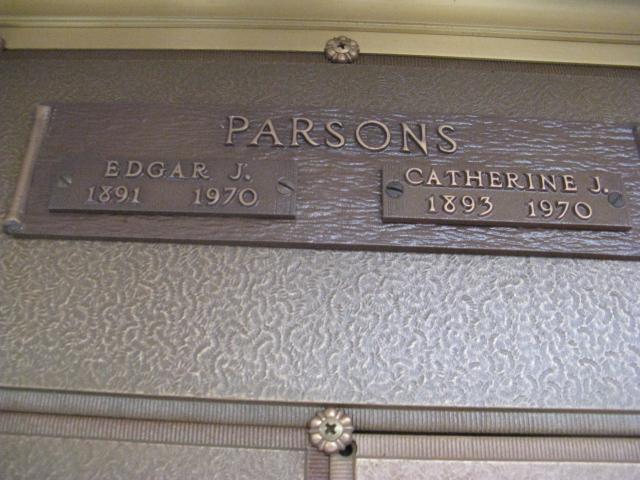 PARSONS
EDGAR J.
1891 1970
CATHERINE J.
1893 1970